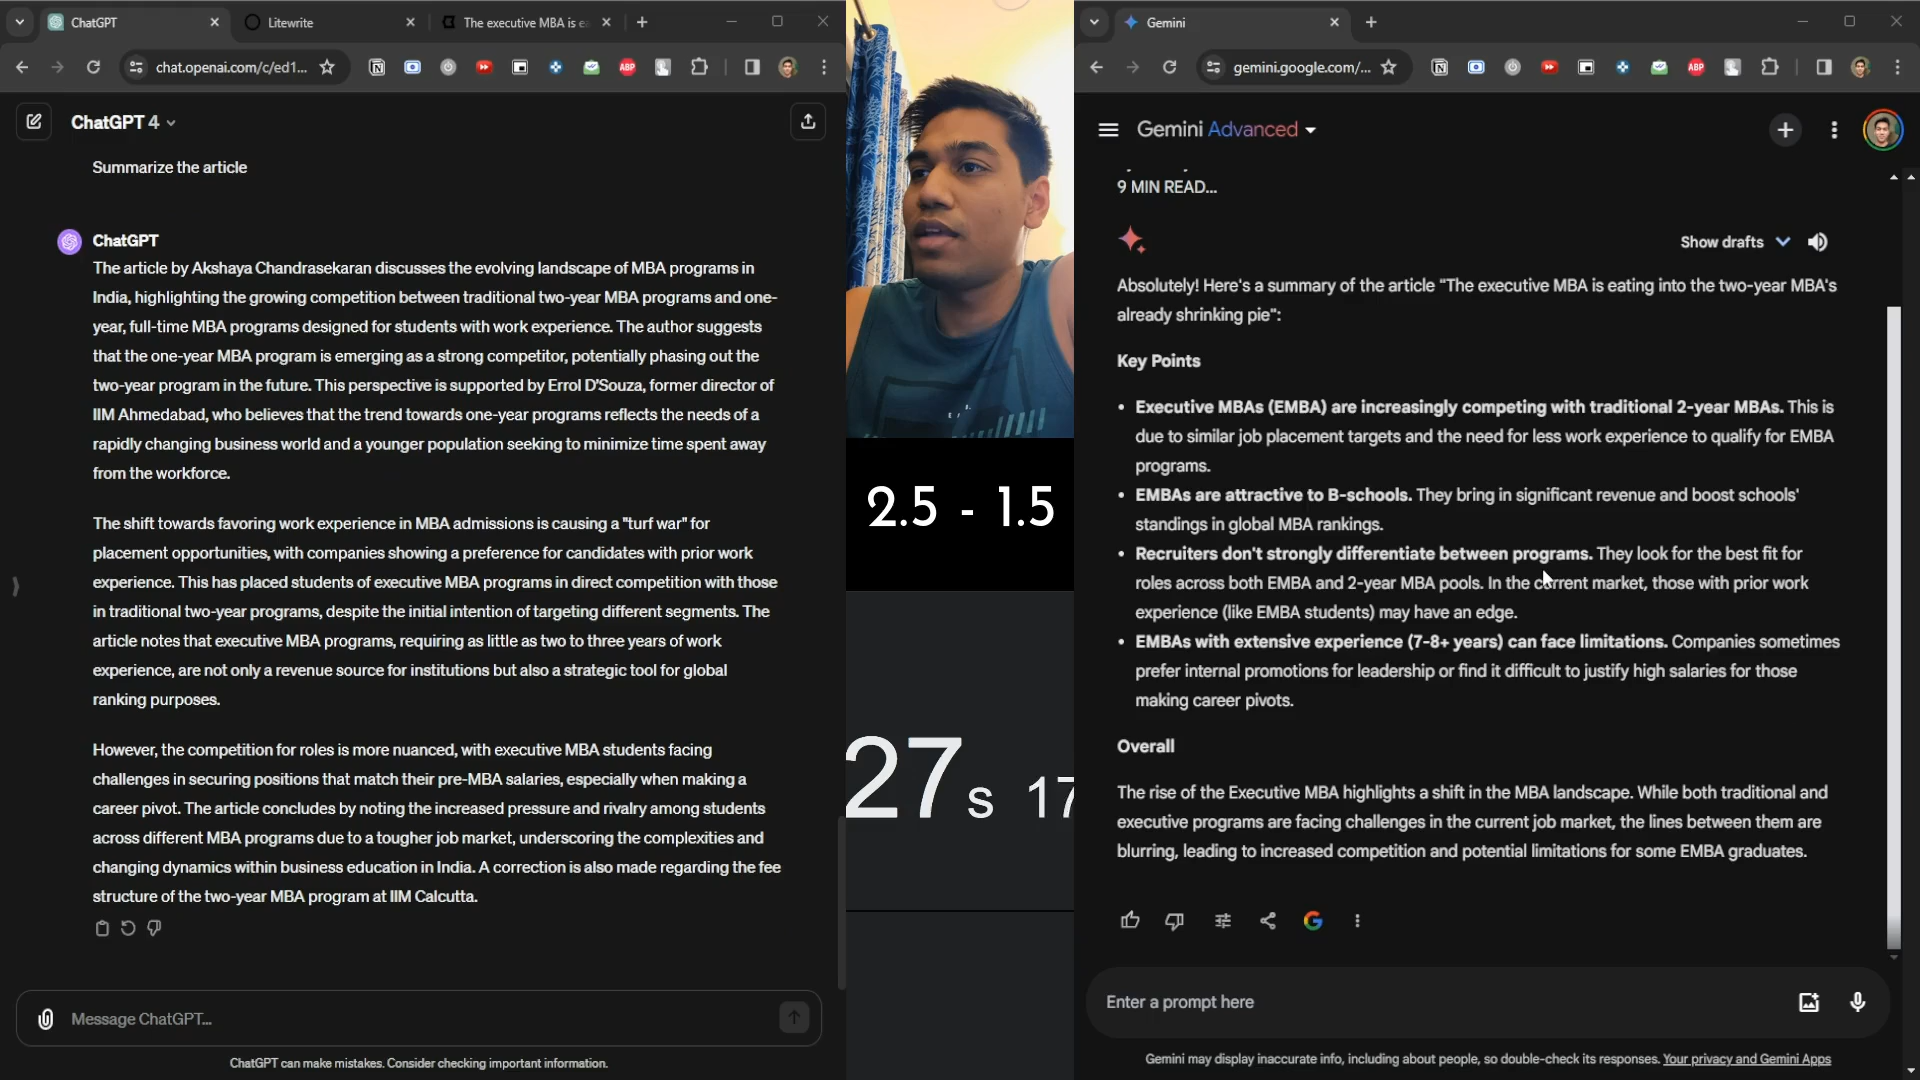 ChatGPT
Litewrite
The executive MBA is e
chat.openai.com/c/ed1...
ABP
ChatGPT 4
Summarize the article
ChatGPT
The article by Akshaya Chandrasekaran discusses the evolving landscape of MBA programs in
India, highlighting the growing competition between traditional two-year MBA programs and one-
year, full-time MBA programs designed for students with work experience. The author suggests
that the one-year MBA program is emerging as a strong competitor, potentially phasing out the
two-year program in the future. This perspective is supported by Errol D'Souza, former director of
IIM Ahmedabad, who believes that the trend towards one-year programs reflects the needs of a
rapidly changing business world and a younger population seeking to minimize time spent away
from the workforce.
The shift towards favoring work experience in MBA admissions is causing a "turf war" for
placement opportunities, with companies showing a preference for candidates with prior work
experience. This has placed students of executive MBA programs in direct competition with those
in traditional two-year programs, despite the initial intention of targeting different segments. The
article notes that executive MBA programs, requiring as little as two to three years of work
experience, are not only a revenue source for institutions but also a strategic tool for global
ranking purposes.
However, the competition for roles is more nuanced, with executive MBA students facing
challenges in securing positions that match their pre-MBA salaries, especially when making a
career pivot. The article concludes by noting the increased pressure and rivalry among students
across different MBA programs due to a tougher job market, underscoring the complexities and
changing dynamics within business education in India. A correction is also made regarding the fee
structure of the two-year MBA program at IIM Calcutta.
Message ChatGPT...
ChatGPT can make mistakes. Consider checking important information.
2.5 - 1.5
27s 17
Gemini
gemini.google.com/...
ABP
Gemini Advanced
9 MIN READ...
Show drafts
Absolutely! Here's a summary of the article "The executive MBA is eating into the two-year MBA's
already shrinking pie":
Key Points
• Executive MBAs (EMBA) are increasingly competing with traditional 2-year MBAs. This is
due to similar job placement targets and the need for less work experience to qualify for EMBA
programs.
• EMBAs are attractive to B-schools. They bring in significant revenue and boost schools'
standings in global MBA rankings.
• Recruiters don't strongly differentiate between programs. They look for the best fit for
roles across both EMBA and 2-year MBA pools. In the current market, those with prior work
experience (like EMBA students) may have an edge.
• EMBAs with extensive experience (7-8+ years) can face limitations. Companies sometimes
prefer internal promotions for leadership or find it difficult to justify high salaries for those
making career pivots.
Overall
The rise of the Executive MBA highlights a shift in the MBA landscape. While both traditional and
executive programs are facing challenges in the current job market, the lines between them are
blurring, leading to increased competition and potential limitations for some EMBA graduates.
Enter a prompt here
Gemini may display inaccurate info, including about people, so double-check its responses. Your privacy and Gemini Apps